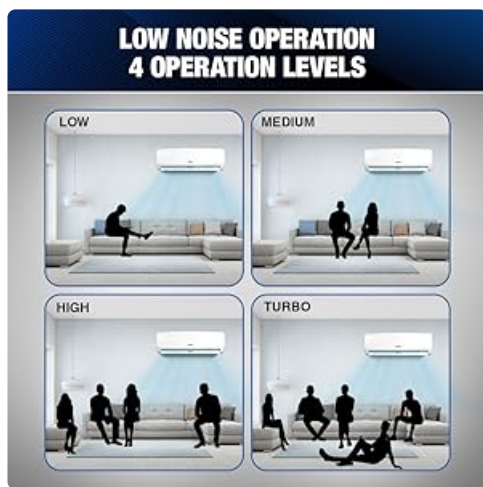 LOW NOISE OPERATION
4 OPERATION LEVELS
LOW
MEDIUM
HIGH
TURBO